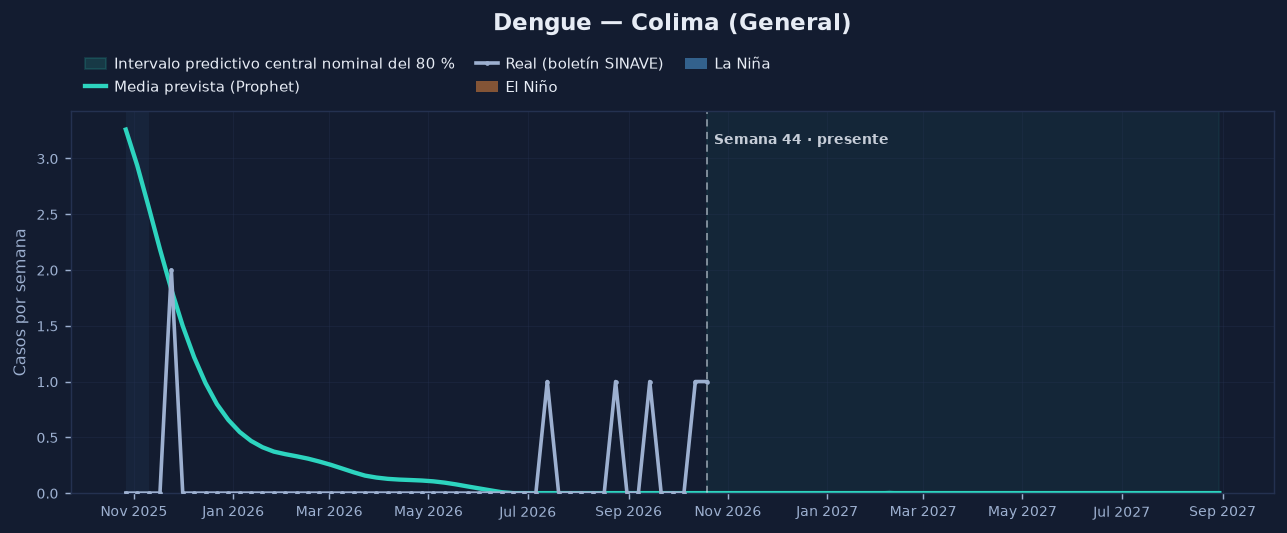 Dengue — Colima (General)
Intervalo predictivo central nominal del 80 %
Media prevista (Prophet)
Real (boletín SINAVE)
El Niño
La Niña
Semana 44 · presente
Casos por semana
3.0
2.5
2.0
1.5
1.0
0.5
0.0
Nov 2025 Jan 2026 Mar 2026 May 2026 Jul 2026 Sep 2026 Nov 2026 Jan 2027 Mar 2027 May 2027 Jul 2027 Sep 2027